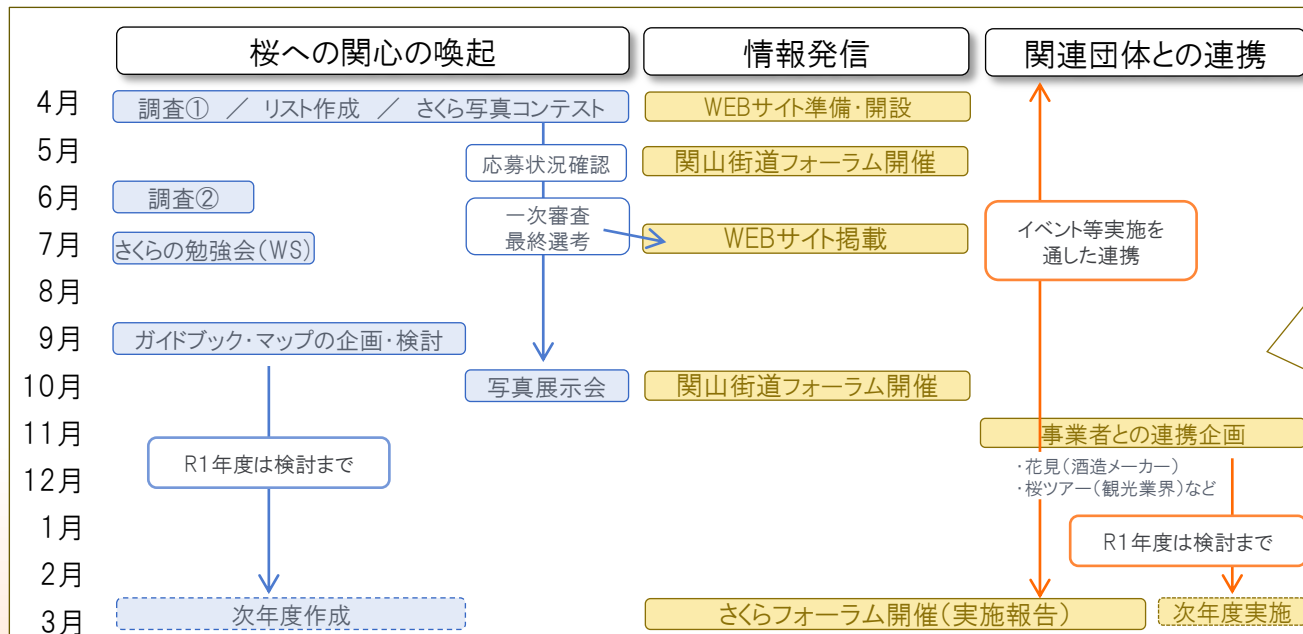 桜への関心の喚起
情報発信
関連団体との連携
4月
調査① ／ リスト作成 ／ さくら写真コンテスト
WEBサイト準備・開設
5月
応募状況確認
関山街道フォーラム開催
6月
調査②
一次審査
最終選考
イベント等実施を
通した連携
7月
さくらの勉強会(WS)
WEBサイト掲載
8月
9月
ガイドブック・マップの企画・検討
10月
写真展示会
関山街道フォーラム開催
11月
事業者との連携企画
・花見(酒造メーカー)
・桜ツアー(観光業界)など
R1年度は検討まで
12月
1月
R1年度は検討まで
2月
3月
次年度作成
さくらフォーラム開催(実施報告)
次年度実施